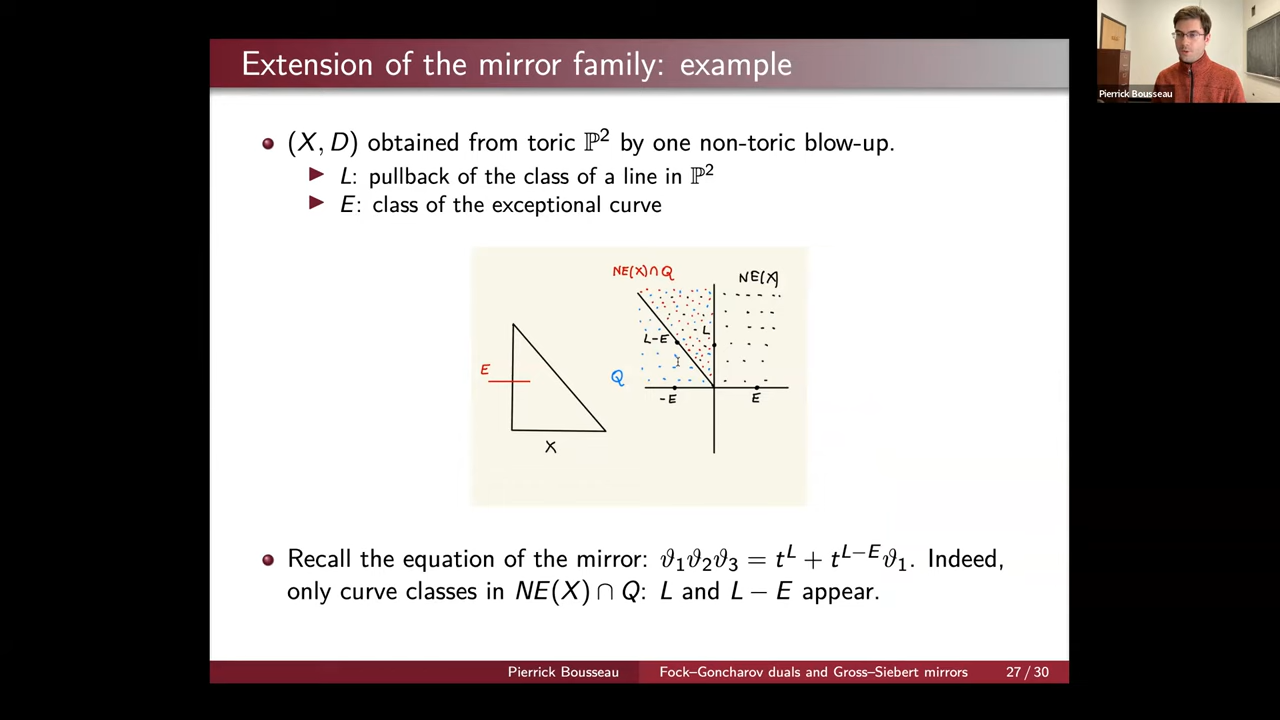 Extension of the mirror family: example
Pierrick Bousseau
(X, D) obtained from toric ℙ² by one non-toric blow-up.
L: pullback of the class of a line in ℙ²
E: class of the exceptional curve
NE(X)∩Q
NE(X)
L
L-E
E
Q
-E
E
X
Recall the equation of the mirror: ϑ₁ϑ₂ϑ₃ = t^L + t^{L−E}ϑ₁. Indeed,
only curve classes in NE(X) ∩ Q: L and L − E appear.
Pierrick Bousseau
Fock–Goncharov duals and Gross–Siebert mirrors
27 / 30